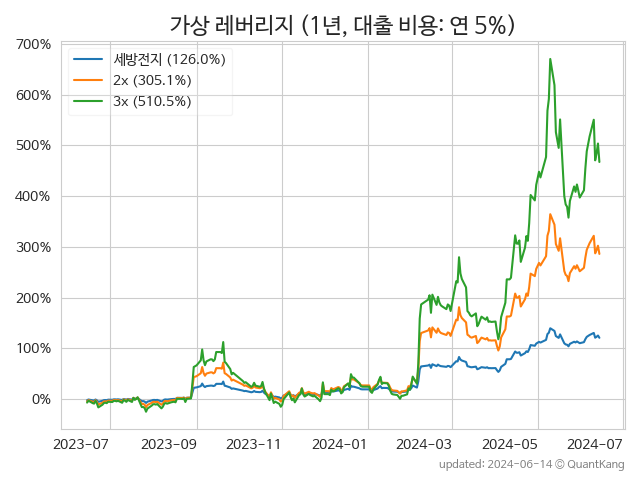 가상 레버리지 (1년, 대출 비용: 연 5%)
700%
600%
500%
400%
300%
200%
100%
0%
세방전지 (126.0%)
2x (305.1%)
3x (510.5%)
2023-07 2023-09 2023-11 2024-01 2024-03 2024-05 2024-07
updated: 2024-06-14 © QuantKang